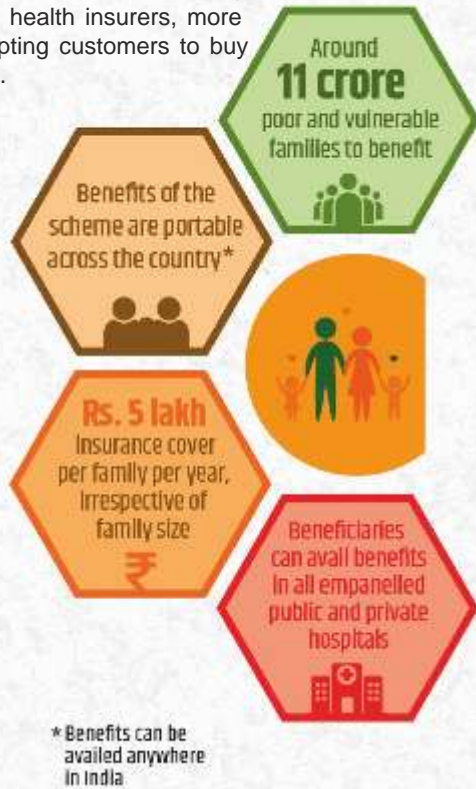 health insurers, more
pting customers to buy
.
Around
11 crore
poor and vulnerable
families to benefit
Benefits of the
scheme are portable
across the country*
Rs. 5 lakh
Insurance cover
per family per year,
irrespective of
family size
₹
Beneficiaries
can avail benefits
in all empanelled
public and private
hospitals
* Benefits can be
availed anywhere
in India